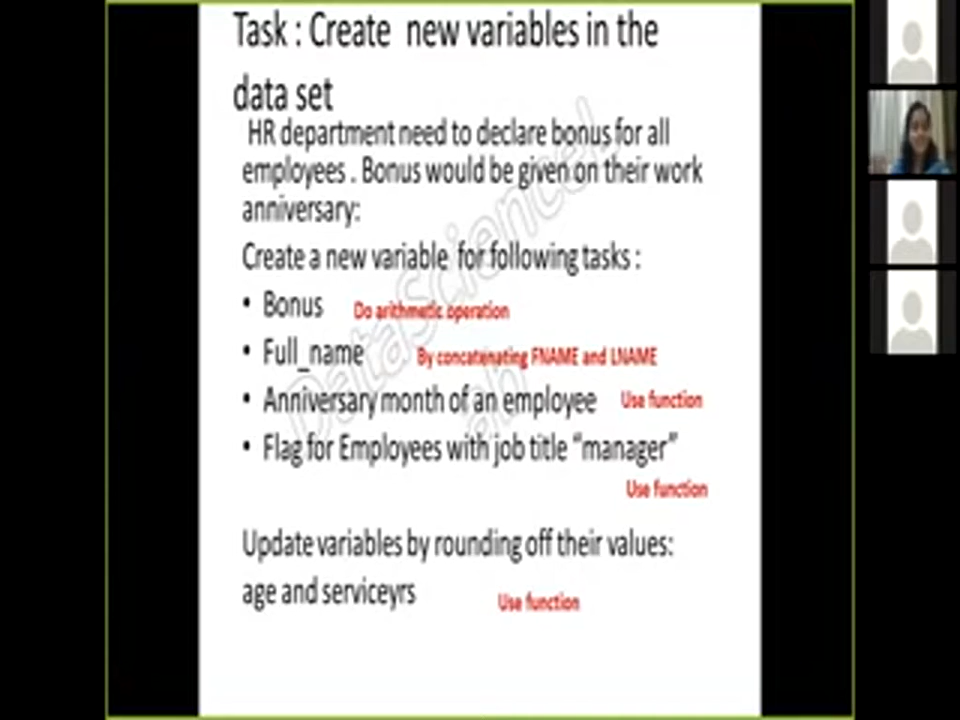 Task : Create new variables in the
data set
HR department need to declare bonus for all
employees . Bonus would be given on their work
anniversary:
Create a new variable for following tasks :
• Bonus Do arithmetic operation
• Full_name By concatenating FNAME and LNAME
• Anniversary month of an employee Use function
• Flag for Employees with job title “manager”
Use function
Update variables by rounding off their values:
age and serviceyrs Use function
DataScienceL
ab